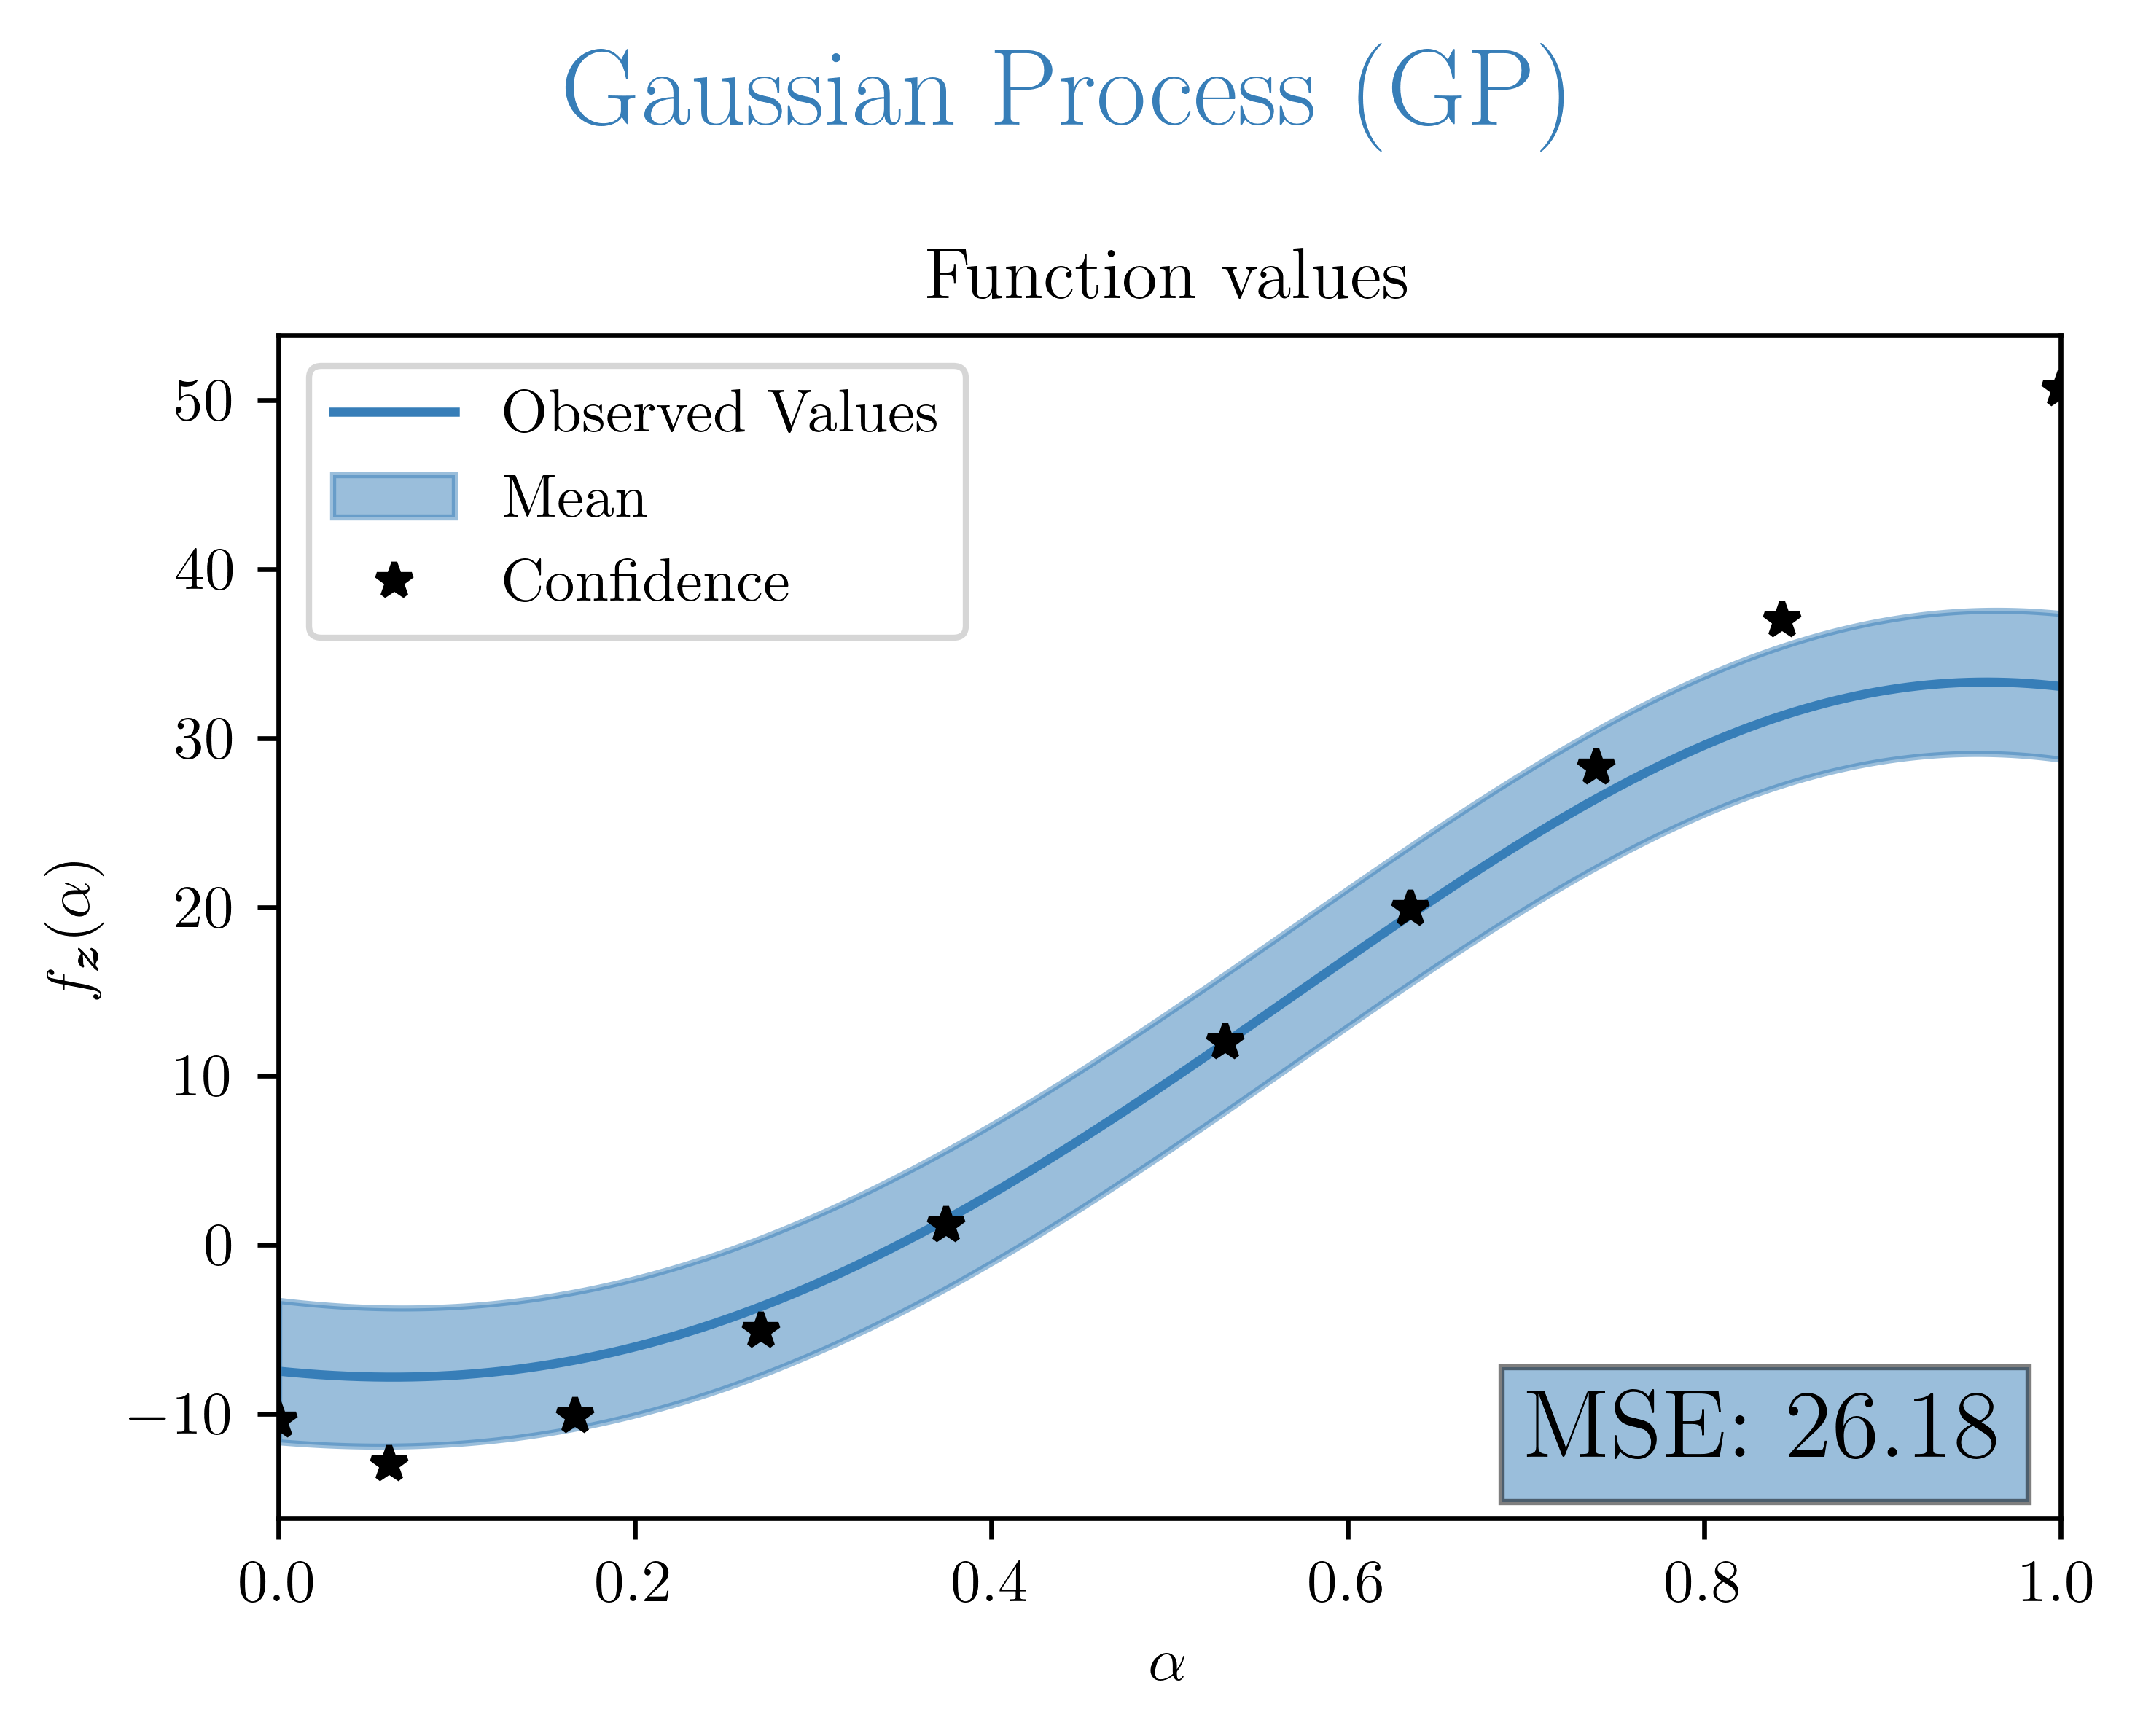 Gaussian Process (GP)
Function values
Observed Values
Mean
Confidence
50
40
30
20
10
0
−10
f_z(α)
MSE: 26.18
0.0 0.2 0.4 0.6 0.8 1.0
α